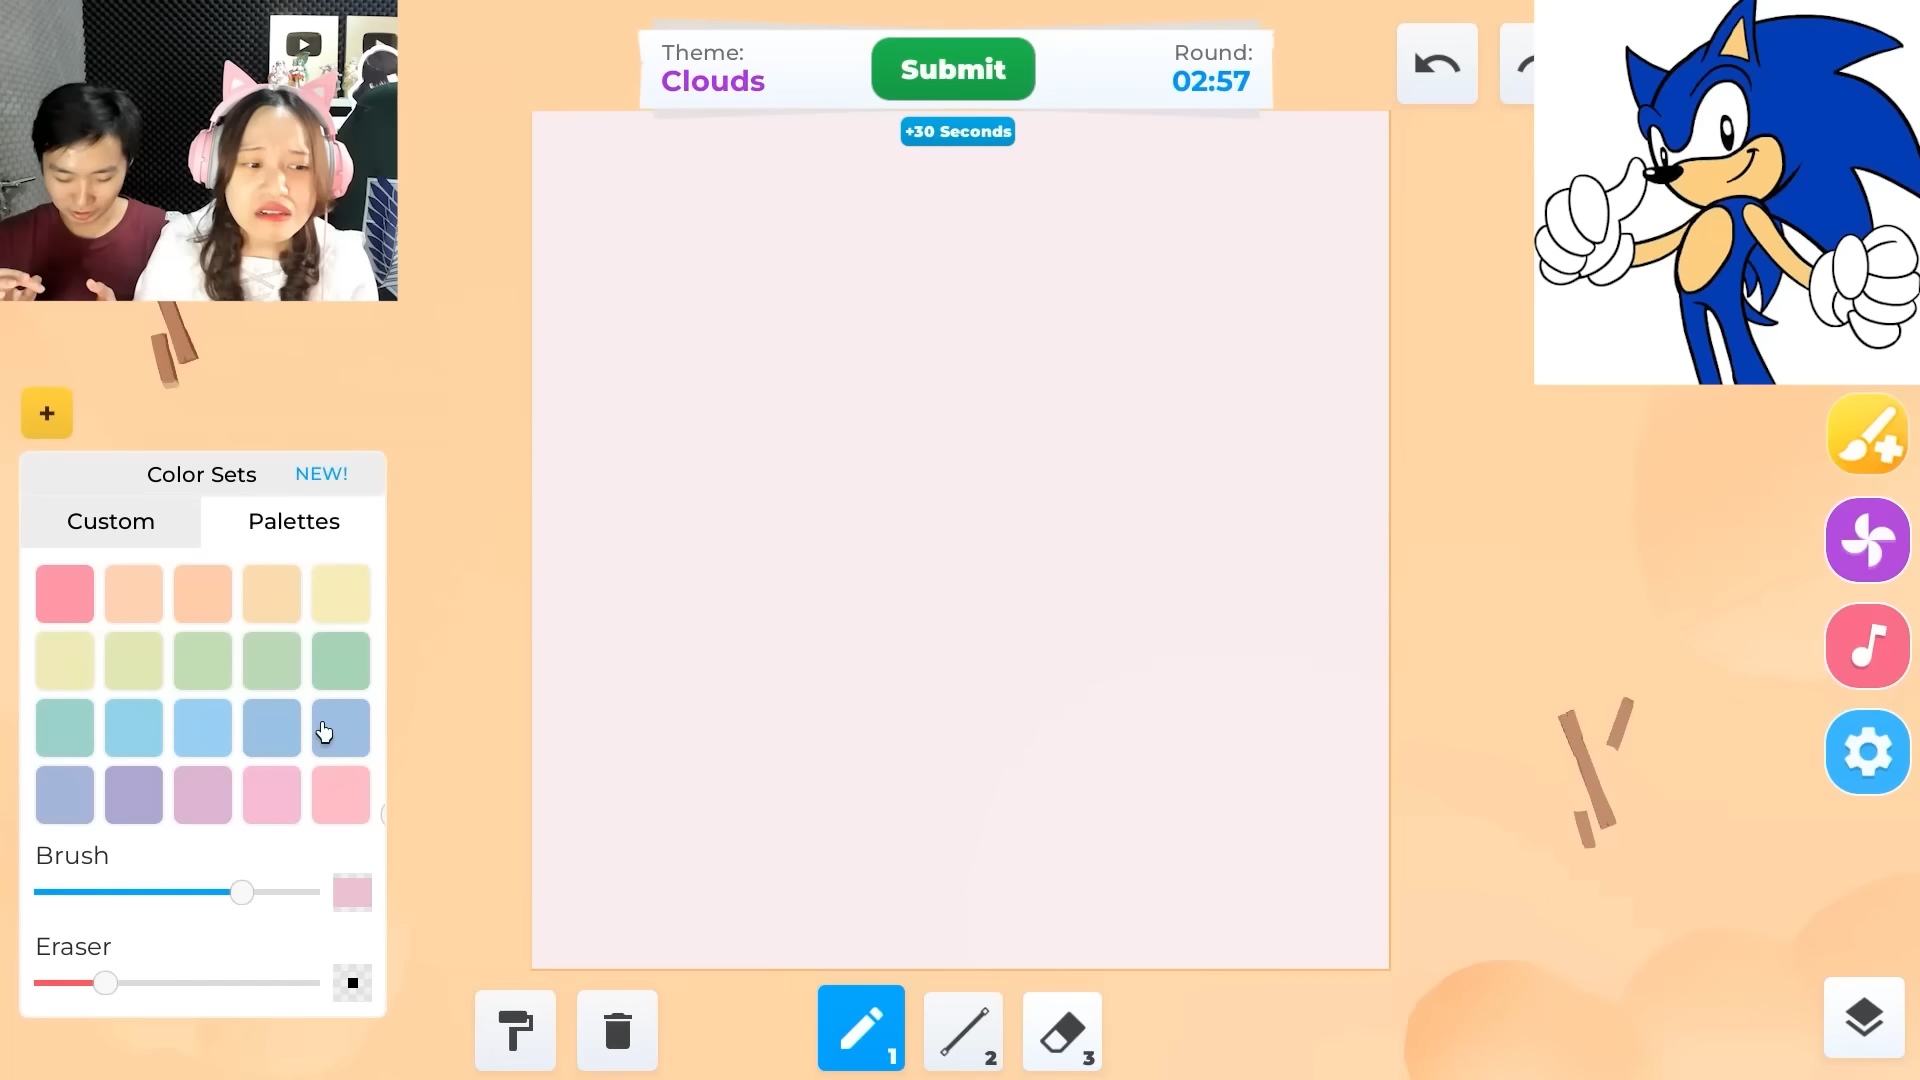 Theme:
Clouds
Submit
Round:
02:57
+30 Seconds
+
Color Sets NEW!
Custom
Palettes
Brush
Eraser
1
2
3